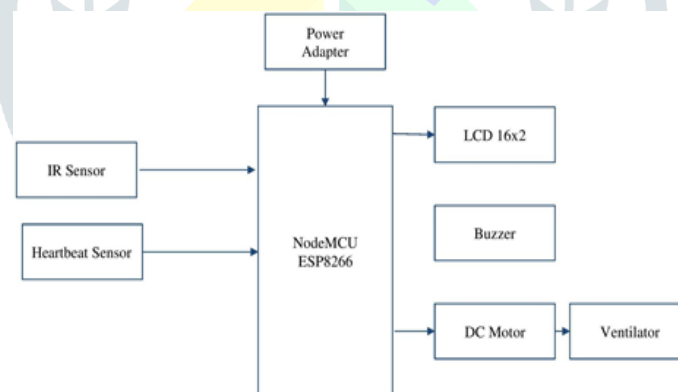 Power
Adapter
LCD 16x2
IR Sensor
Buzzer
Heartbeat Sensor
NodeMCU
ESP8266
DC Motor
Ventilator